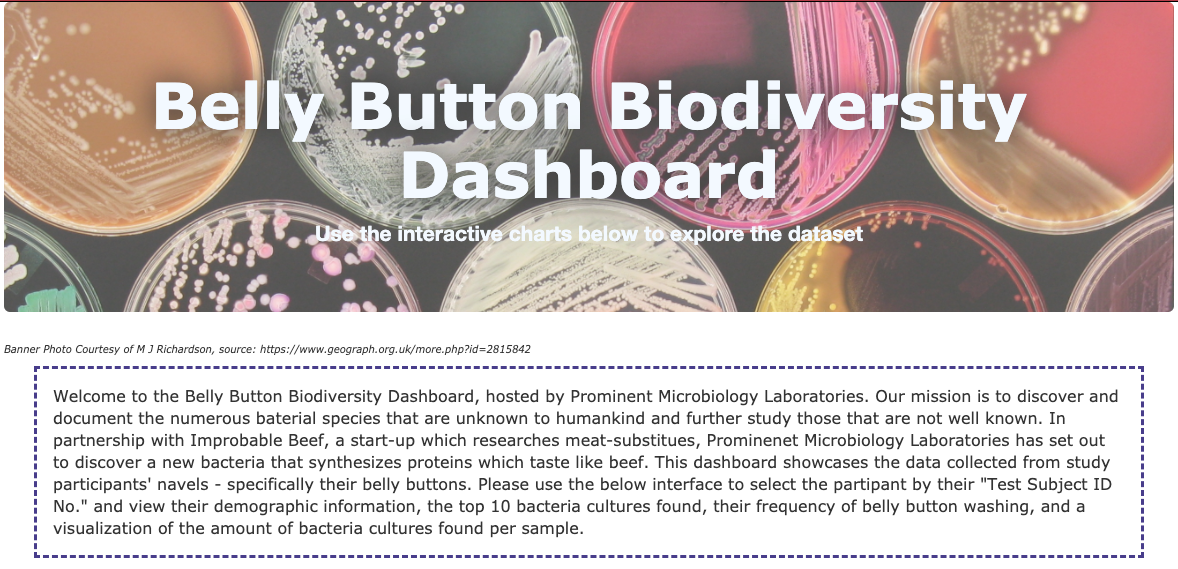 Belly Button Biodiversity
Dashboard
Use the interactive charts below to explore the dataset
Banner Photo Courtesy of M J Richardson, source: https://www.geograph.org.uk/more.php?id=2815842
Welcome to the Belly Button Biodiversity Dashboard, hosted by Prominent Microbiology Laboratories. Our mission is to discover and
document the numerous baterial species that are unknown to humankind and further study those that are not well known. In
partnership with Improbable Beef, a start-up which researches meat-substitues, Prominenet Microbiology Laboratories has set out
to discover a new bacteria that synthesizes proteins which taste like beef. This dashboard showcases the data collected from study
participants' navels - specifically their belly buttons. Please use the below interface to select the partipant by their "Test Subject ID
No." and view their demographic information, the top 10 bacteria cultures found, their frequency of belly button washing, and a
visualization of the amount of bacteria cultures found per sample.